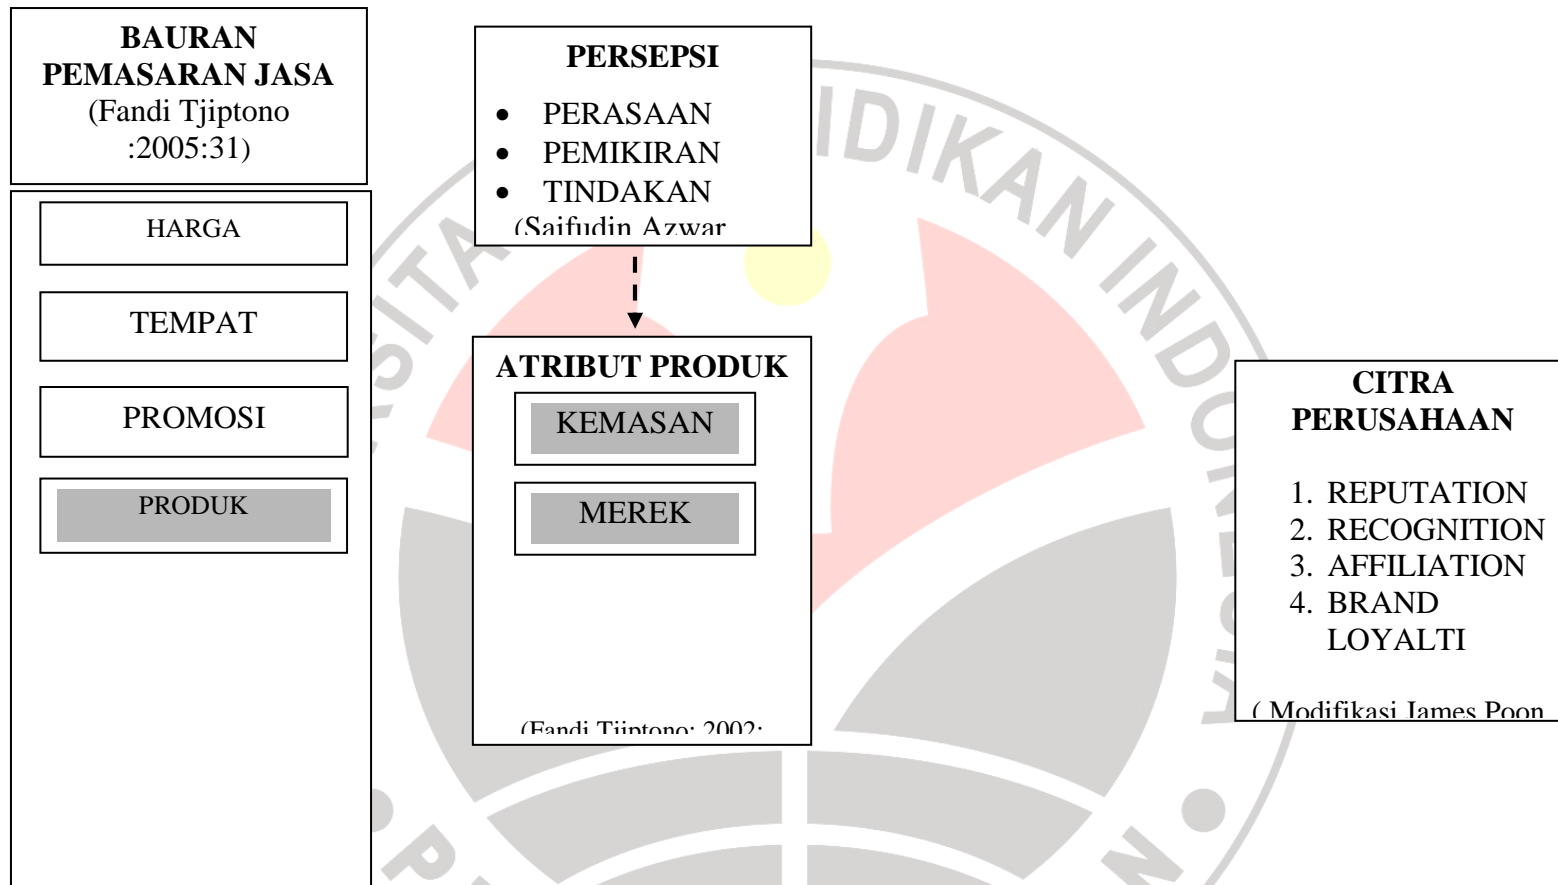 BAURAN
PEMASARAN JASA
(Fandi Tjiptono
:2005:31)
HARGA
TEMPAT
PROMOSI
PRODUK
PERSEPSI
• PERASAAN
• PEMIKIRAN
• TINDAKAN
(Saifudin Azwar
ATRIBUT PRODUK
KEMASAN
MEREK
(Fandi Tjiptono: 2002:
CITRA
PERUSAHAAN
1. REPUTATION
2. RECOGNITION
3. AFFILIATION
4. BRAND
LOYALTI
( Modifikasi James Poon